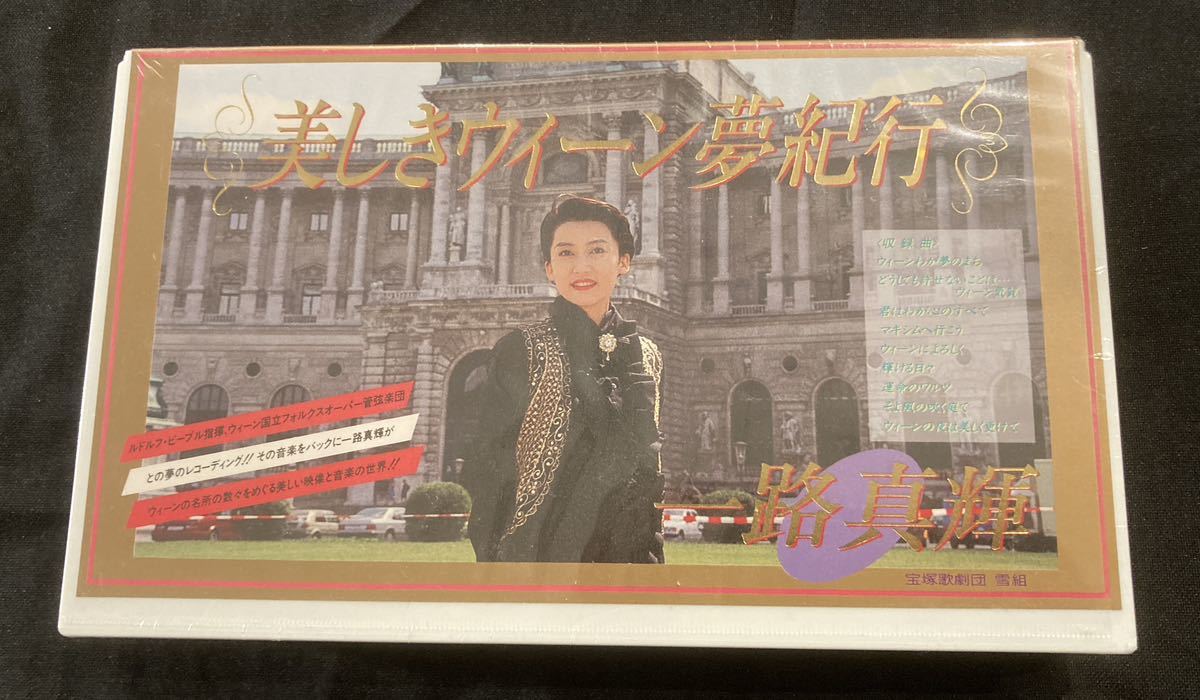 美しきウィーン夢紀行
〈収録曲〉
ウィーンわが夢のまち
どうしても許せないことは…
ウィーン気質
君はわが心のすべて
マキシムへ行こう
ウィーンによろしく
輝ける日々
運命のワルツ
そよ風の吹く庭で
ウィーンの夜は美しく更けて
ルドルフ・ビーブル指揮、ウィーン国立フォルクスオーパー管弦楽団
との夢のレコーディング!! その音楽をバックに一路真輝が
ウィーンの名所の数々をめぐる美しい映像と音楽の世界!!
一路真輝
宝塚歌劇団 雪組